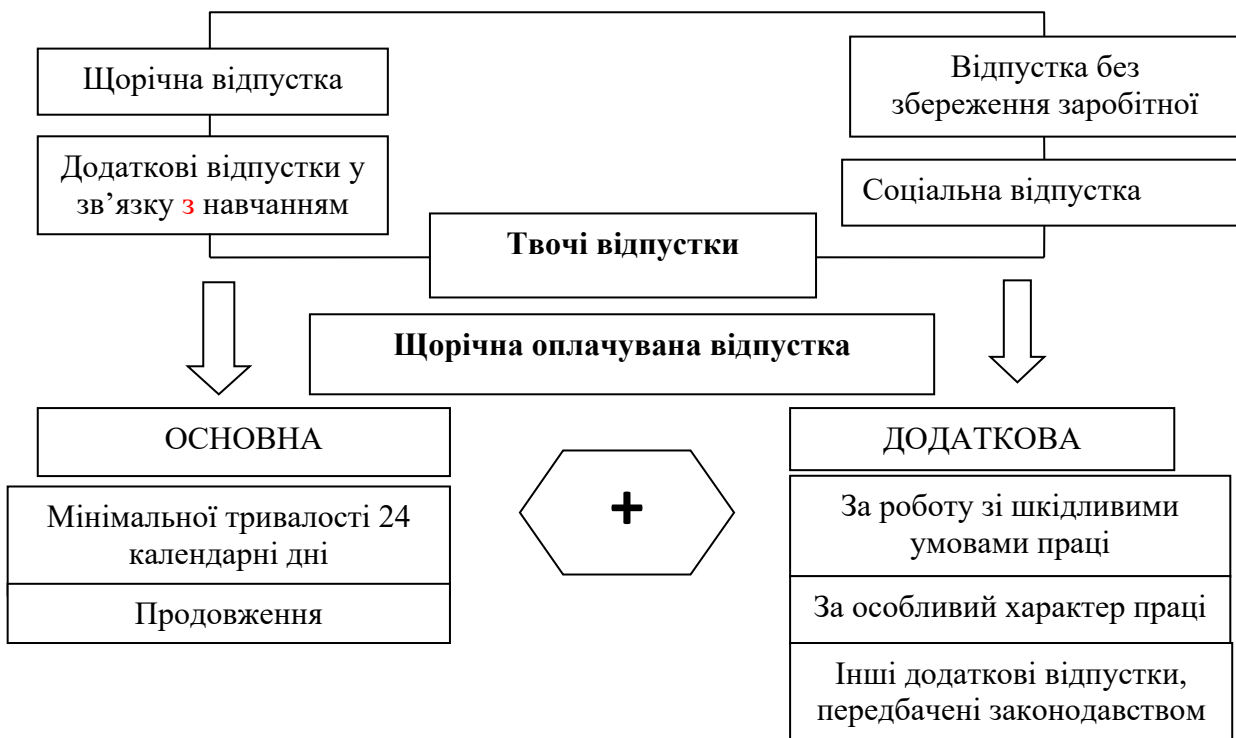 Щорічна відпустка
Відпустка без
збереження заробітної
Додаткові відпустки у
зв’язку з навчанням
Соціальна відпустка
Твочі відпустки
Щорічна оплачувана відпустка
ОСНОВНА
ДОДАТКОВА
Мінімальної тривалості 24
календарні дні
Продовження
+
За роботу зі шкідливими
умовами праці
За особливий характер праці
Інші додаткові відпустки,
передбачені законодавством